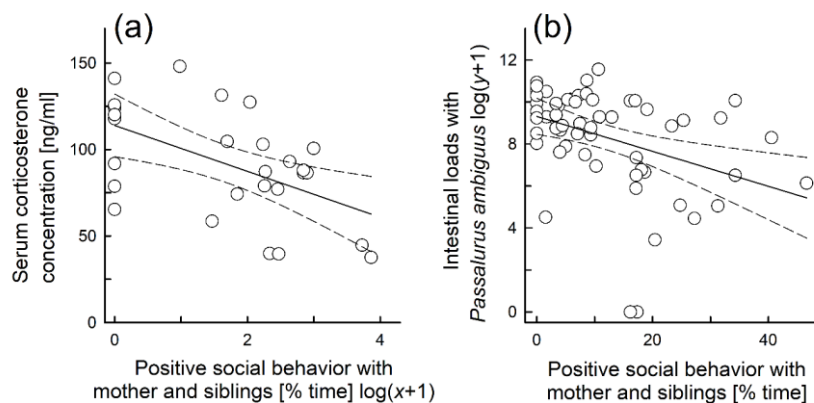 (a)
Serum corticosterone
concentration [ng/ml]
150
100
50
0
0
2
4
Positive social behavior with
mother and siblings [% time] log(x+1)
(b)
Intestinal loads with
Passalurus ambiguus log(y+1)
12
8
4
0
0
20
40
Positive social behavior with
mother and siblings [% time]